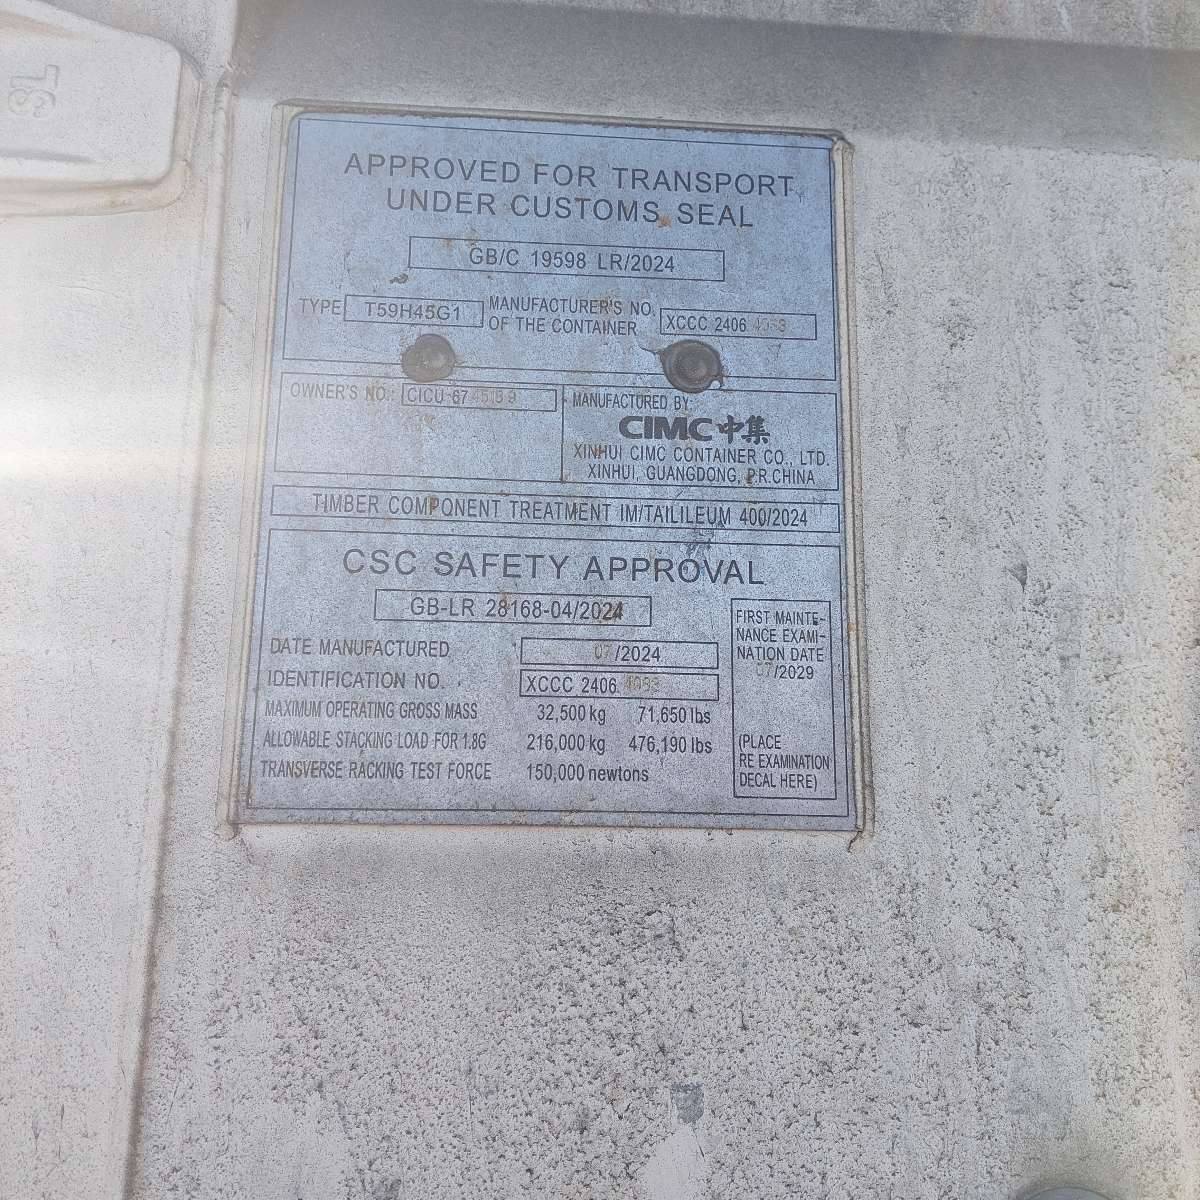 SL
APPROVED FOR TRANSPORT
UNDER CUSTOMS SEAL
GB/C 19598 LR/2024
TYPE T59H45G1
MANUFACTURER'S NO.
OF THE CONTAINER
XCCC 2406
OWNER'S NO.: CICU 67
MANUFACTURED BY:
CIMC中集
XINHUI CIMC CONTAINER CO., LTD.
XINHUI, GUANGDONG, P.R.CHINA
TIMBER COMPONENT TREATMENT IM/TAILILEUM 400/2024
CSC SAFETY APPROVAL
GB-LR 28168-04/2024
DATE MANUFACTURED 07/2024
IDENTIFICATION NO. XCCC 2406
MAXIMUM OPERATING GROSS MASS 32,500 kg 71,650 lbs
ALLOWABLE STACKING LOAD FOR 1.8G 216,000 kg 476,190 lbs
TRANSVERSE RACKING TEST FORCE 150,000 newtons
FIRST MAINTE-
NANCE EXAMI-
NATION DATE
07/2029
(PLACE
RE EXAMINATION
DECAL HERE)